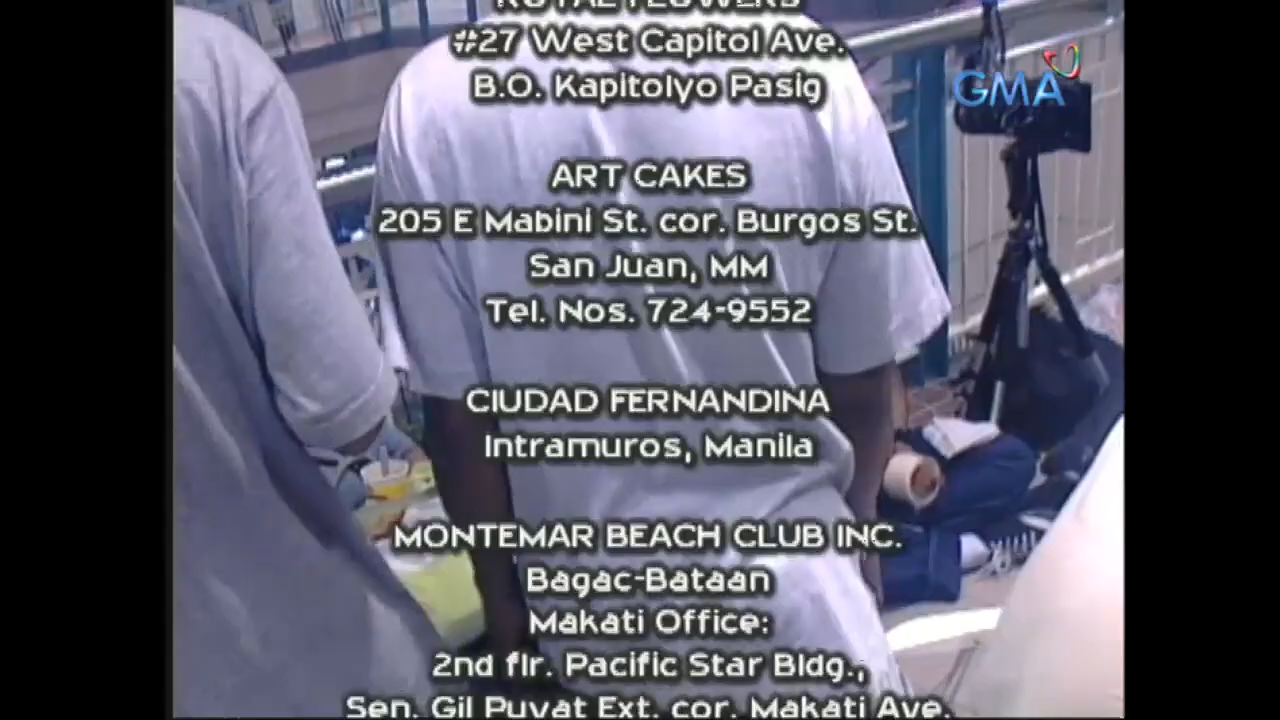 ROYAL FLOWERS
#27 West Capitol Ave.
B.O. Kapitolyo Pasig
GMA
ART CAKES
205 E Mabini St. cor. Burgos St.
San Juan, MM
Tel. Nos. 724-9552
CIUDAD FERNANDINA
Intramuros, Manila
MONTEMAR BEACH CLUB INC.
Bagac-Bataan
Makati Office:
2nd flr. Pacific Star Bldg.,
Sen. Gil Puyat Ext. cor. Makati Ave.